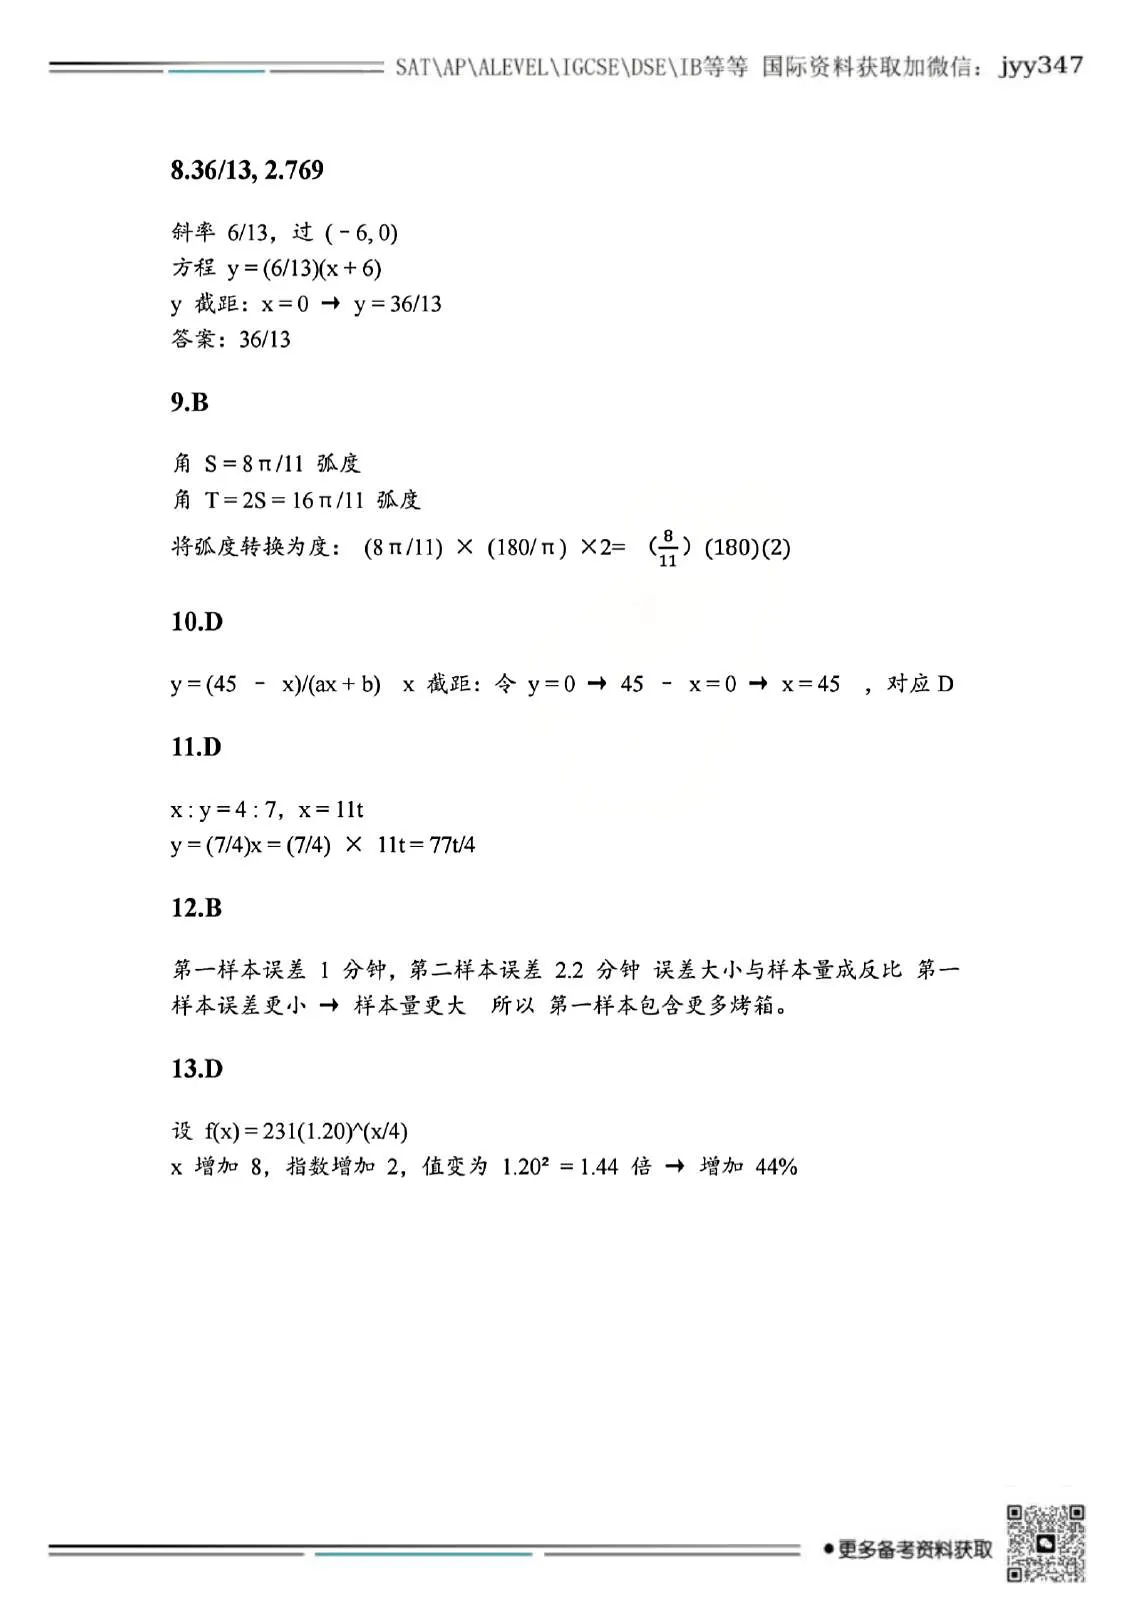 SAT\AP\ALEVEL\IGCSE\DSE\IB等等 国际资料获取加微信: jyy347
8.36/13, 2.769
斜率 6/13，过 (-6, 0)
方程 y = (6/13)(x + 6)
y 截距：x = 0 → y = 36/13
答案：36/13
9.B
角 S = 8π/11 弧度
角 T = 2S = 16π/11 弧度
将弧度转换为度： (8π/11) × (180/π) ×2= （8/11）(180)(2)
10.D
y = (45 - x)/(ax + b) x 截距：令 y = 0 → 45 - x = 0 → x = 45 ，对应 D
11.D
x : y = 4 : 7，x = 11t
y = (7/4)x = (7/4) × 11t = 77t/4
12.B
第一样本误差 1 分钟，第二样本误差 2.2 分钟 误差大小与样本量成反比 第一
样本误差更小 → 样本量更大 所以 第一样本包含更多烤箱。
13.D
设 f(x) = 231(1.20)^(x/4)
x 增加 8，指数增加 2，值变为 1.20² = 1.44 倍 → 增加 44%
●更多备考资料获取